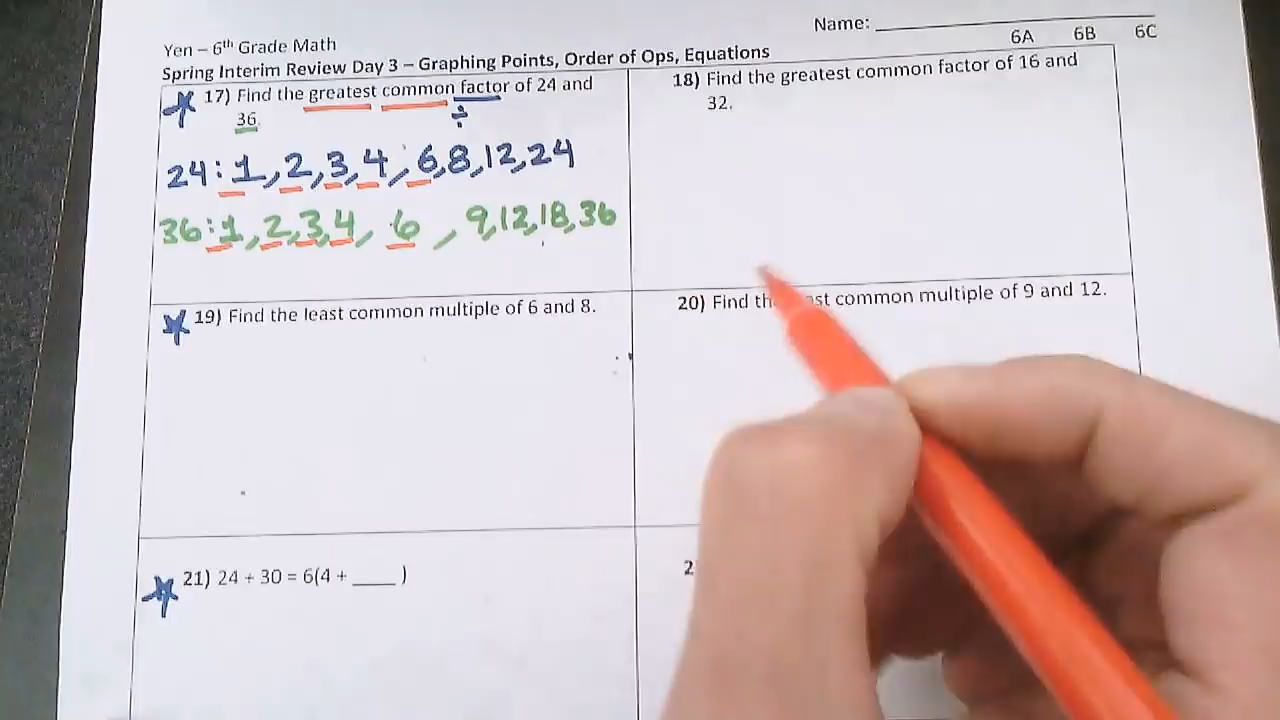 Name: ____________
Yen – 6th Grade Math
6A 6B 6C
Spring Interim Review Day 3 – Graphing Points, Order of Ops, Equations
17) Find the greatest common factor of 24 and
36.
÷
24: 1, 2, 3, 4, 6, 8, 12, 24
36: 1, 2, 3, 4, 6, 9, 12, 18, 36
18) Find the greatest common factor of 16 and
32.
19) Find the least common multiple of 6 and 8.
20) Find common multiple of 9 and 12.
21) 24 + 30 = 6(4 + ____ )
2